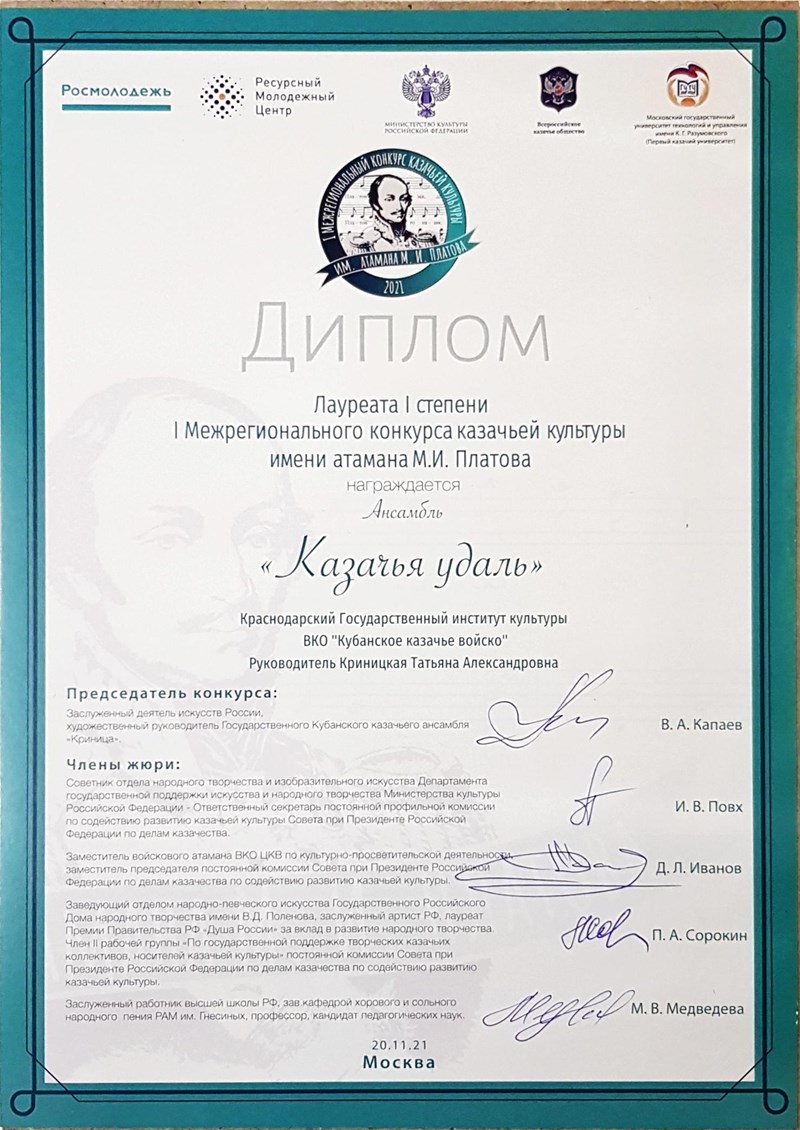 Росмолодежь
Ресурсный
Молодежный
Центр
МИНИСТЕРСТВО КУЛЬТУРЫ
РОССИЙСКОЙ ФЕДЕРАЦИИ
Всероссийское
казачье общество
Московский государственный
университет технологий и управления
имени К. Г. Разумовского
(Первый казачий университет)
I МЕЖРЕГИОНАЛЬНЫЙ КОНКУРС КАЗАЧЬЕЙ КУЛЬТУРЫ
ИМ. АТАМАНА М. И. ПЛАТОВА
2021
Диплом
Лауреата I степени
I Межрегионального конкурса казачьей культуры
имени атамана М.И. Платова
награждается
Ансамбль
«Казачья удаль»
Краснодарский Государственный институт культуры
ВКО "Кубанское казачье войско"
Руководитель Криницкая Татьяна Александровна
Председатель конкурса:
Заслуженный деятель искусств России,
художественный руководитель Государственного Кубанского казачьего ансамбля
«Криница».
В. А. Капаев
Члены жюри:
Советник отдела народного творчества и изобразительного искусства Департамента
государственной поддержки искусства и народного творчества Министерства культуры
Российской Федерации - Ответственный секретарь постоянной профильной комиссии
по содействию развитию казачьей культуры Совета при Президенте Российской
Федерации по делам казачества.
И. В. Повх
Заместитель войскового атамана ВКО ЦКВ по культурно-просветительской деятельности,
заместитель председателя постоянной комиссии Совета при Президенте Российской
Федерации по делам казачества по содействию развитию казачьей культуры.
Д. Л. Иванов
Заведующий отделом народно-певческого искусства Государственного Российского
Дома народного творчества имени В.Д. Поленова, заслуженный артист РФ, лауреат
Премии Правительства РФ «Душа России» за вклад в развитие народного творчества.
Член II рабочей группы «По государственной поддержке творческих казачьих
коллективов, носителей казачьей культуры» постоянной комиссии Совета при
Президенте Российской Федерации по делам казачества по содействию развитию
казачьей культуры.
П. А. Сорокин
Заслуженный работник высшей школы РФ, зав.кафедрой хорового и сольного
народного пения РАМ им. Гнесиных, профессор, кандидат педагогических наук.
М. В. Медведева
20.11.21
Москва